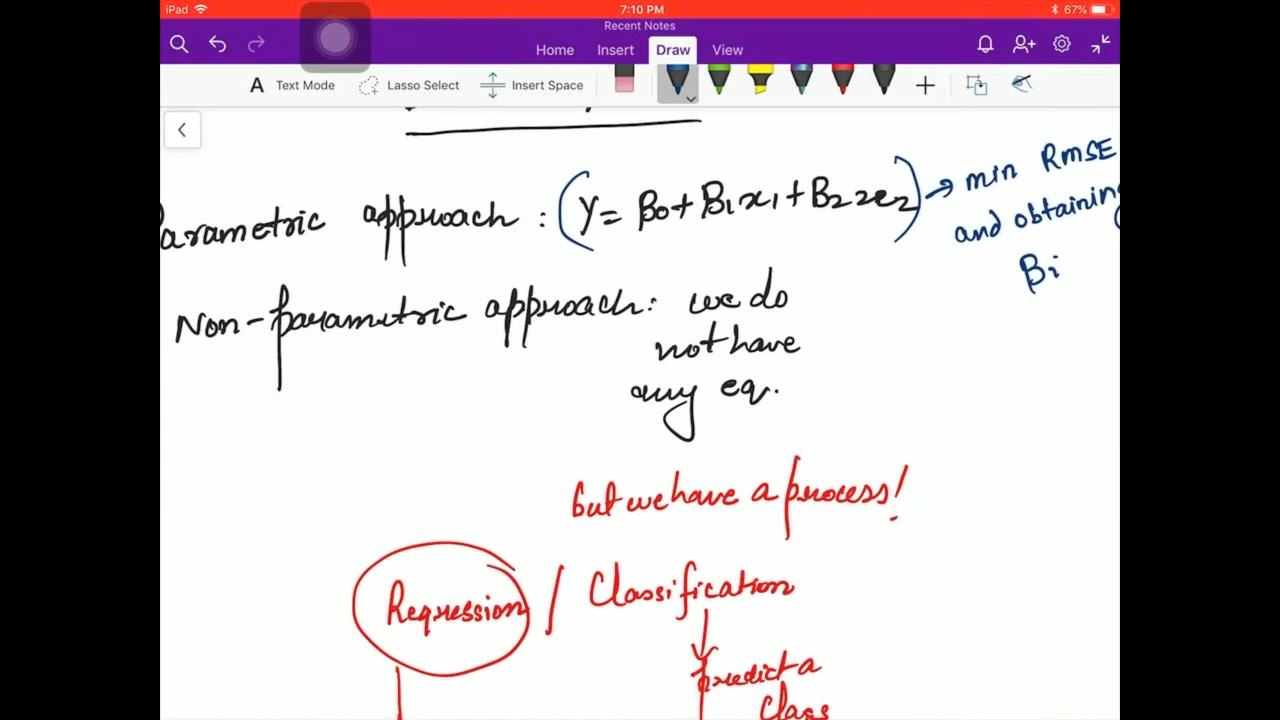 iPad 7:10 PM 67%
Recent Notes
Home Insert Draw View
A Text Mode Lasso Select Insert Space
arametric approach : (Y = β0 + β1x1 + β2x2) → min RMSE
and obtaining
βi
Non-parametric approach: we do
not have
any eq.
but we have a process!
Regression / Classification
predict a
class